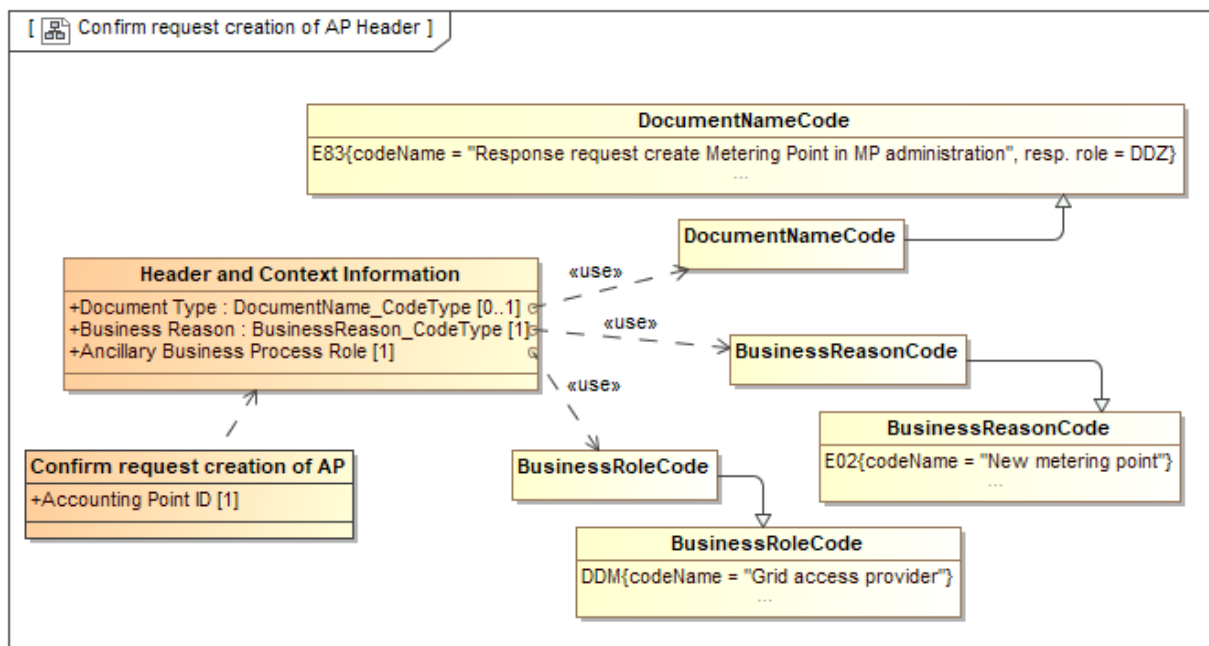 [ Confirm request creation of AP Header ]
DocumentNameCode
E83{codeName = "Response request create Metering Point in MP administration", resp. role = DDZ}
...
DocumentNameCode
«use»
Header and Context Information
+Document Type : DocumentName_CodeType [0..1]
+Business Reason : BusinessReason_CodeType [1]
+Ancillary Business Process Role [1]
«use»
BusinessReasonCode
«use»
BusinessReasonCode
E02{codeName = "New metering point"}
...
Confirm request creation of AP
+Accounting Point ID [1]
BusinessRoleCode
BusinessRoleCode
DDM{codeName = "Grid access provider"}
...